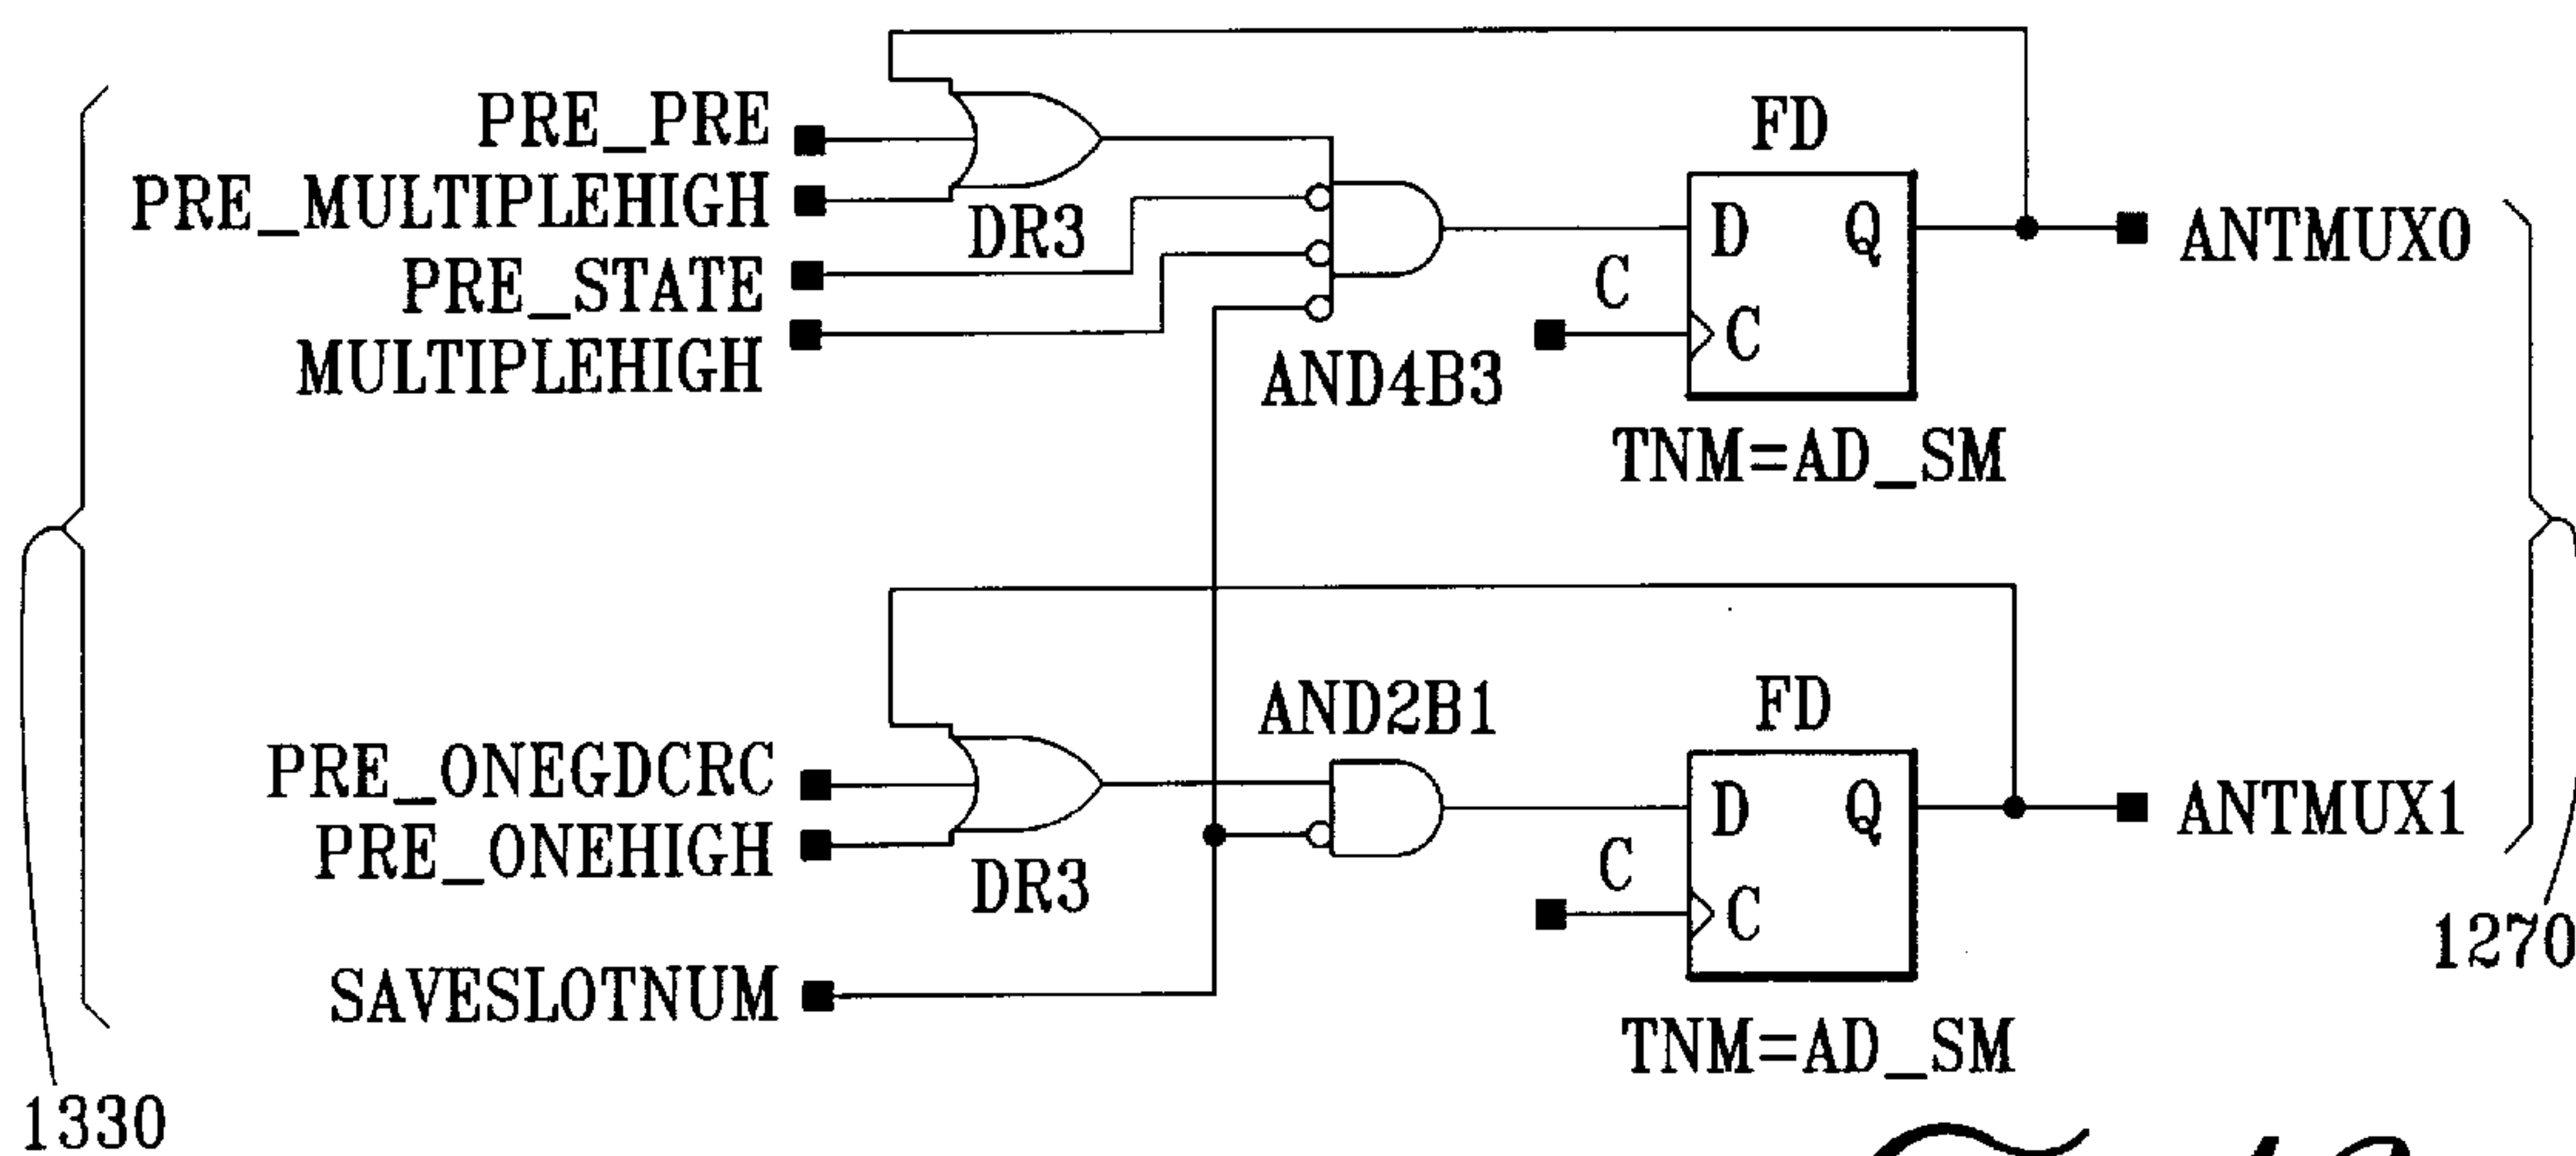 PRE_PRE
PRE_MULTIPLEHIGH
PRE_STATE
MULTIPLEHIGH
DR3
AND4B3
FD
D Q
C
C
TNM=AD_SM
ANTMUX0
PRE_ONEGDCRC
PRE_ONEHIGH
SAVESLOTNUM
DR3
AND2B1
FD
D Q
C
C
TNM=AD_SM
ANTMUX1
1270
1330